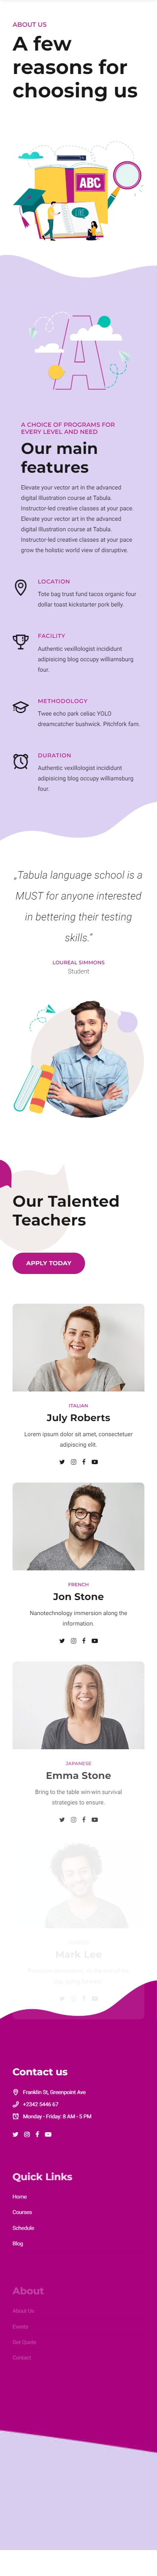 ABOUT US
A few
reasons for
choosing us
ABC
A
A CHOICE OF PROGRAMS FOR
EVERY LEVEL AND NEED
Our main
features
Elevate your vector art in the advanced
digital Illustration course at Tabula.
Instructor-led creative classes at your pace.
Elevate your vector art in the advanced
digital Illustration course at Tabula.
Instructor-led creative classes at your pace
grow the holistic world view of disruptive.
LOCATION
Tote bag trust fund tacos organic four
dollar toast kickstarter pork belly.
FACILITY
Authentic vexillologist incididunt
adipisicing blog occupy williamsburg
four.
METHODOLOGY
Twee echo park celiac YOLO
dreamcatcher bushwick. Pitchfork fam.
DURATION
Authentic vexillologist incididunt
adipisicing blog occupy williamsburg
four.
„Tabula language school is a
MUST for anyone interested
in bettering their testing
skills.”
LOUREAL SIMMONS
Student
Our Talented
Teachers
APPLY TODAY
ITALIAN
July Roberts
Lorem ipsum dolor sit amet, consectetuer
adipiscing elit.
FRENCH
Jon Stone
Nanotechnology immersion along the
information.
JAPANESE
Emma Stone
Bring to the table win-win survival
strategies to ensure.
Mark Lee
Contact us
Franklin St, Greenpoint Ave
+2342 5446 67
Monday - Friday: 8 AM - 5 PM
Quick Links
Home
Courses
Schedule
Blog
About
About Us
Events
Get Quote
Contact